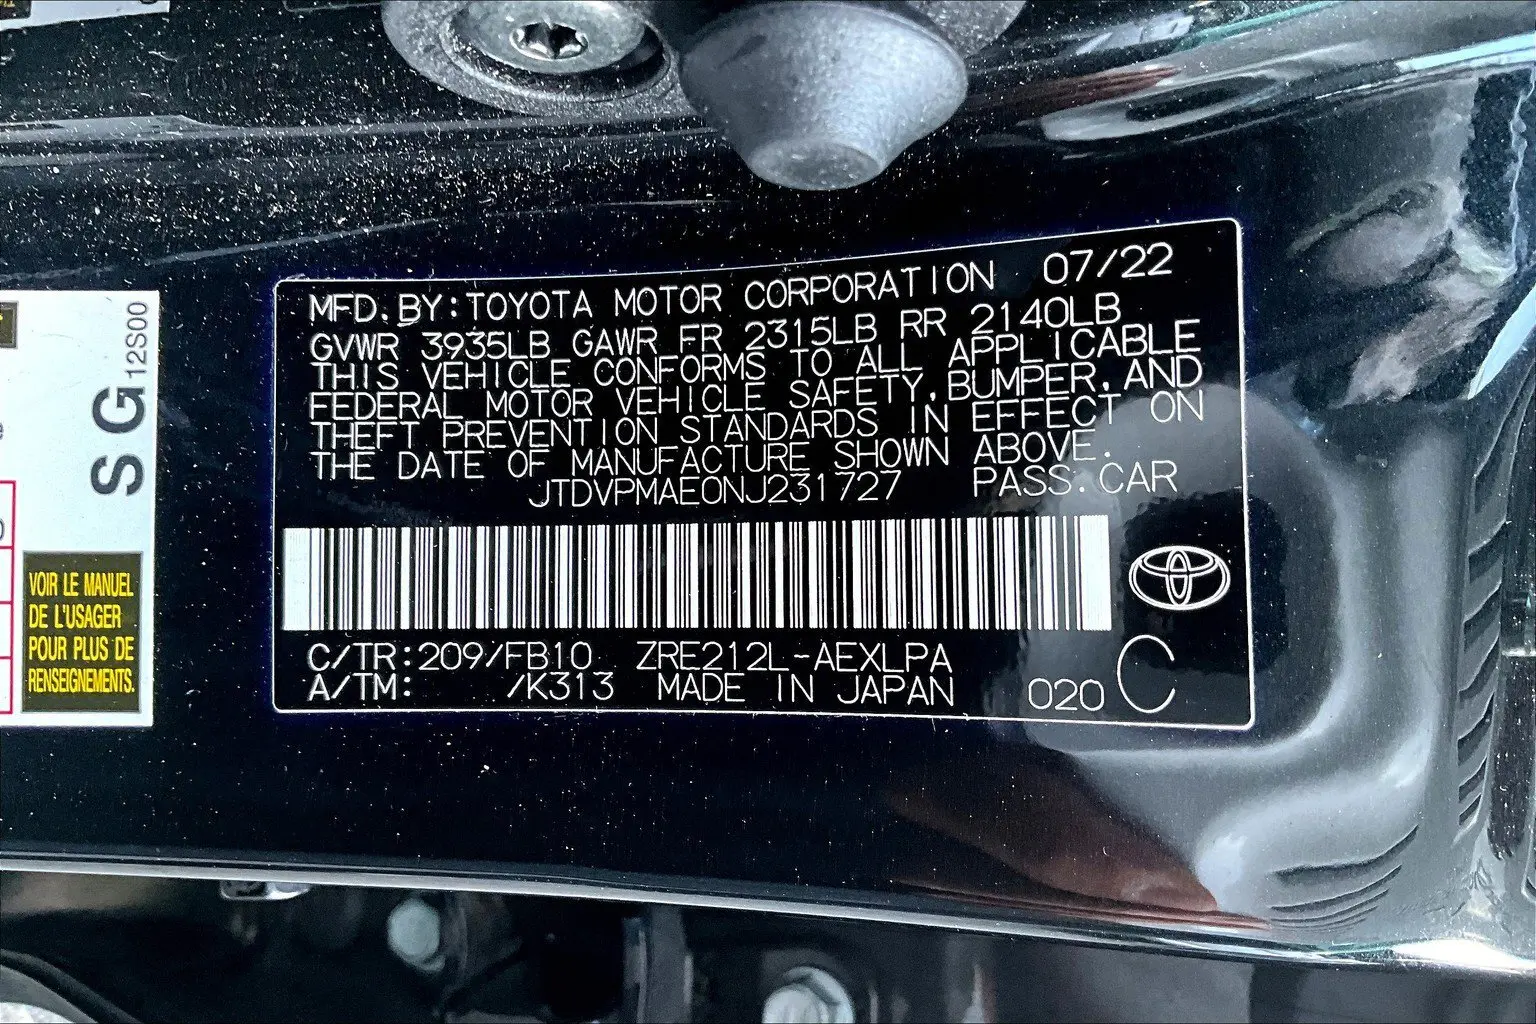 MFD. BY: TOYOTA MOTOR CORPORATION 07/22
GVWR 3935LB GAWR FR 2315LB RR 2140LB
THIS VEHICLE CONFORMS TO ALL APPLICABLE
FEDERAL MOTOR VEHICLE SAFETY, BUMPER, AND
THEFT PREVENTION STANDARDS IN EFFECT ON
THE DATE OF MANUFACTURE SHOWN ABOVE.
JTDVPMAE0NJ231727 PASS. CAR
C/TR: 209/FB10 ZRE212L-AEXLPA
A/TM: /K313 MADE IN JAPAN 020 C
S G 12S00
VOIR LE MANUEL
DE L'USAGER
POUR PLUS DE
RENSEIGNEMENTS.